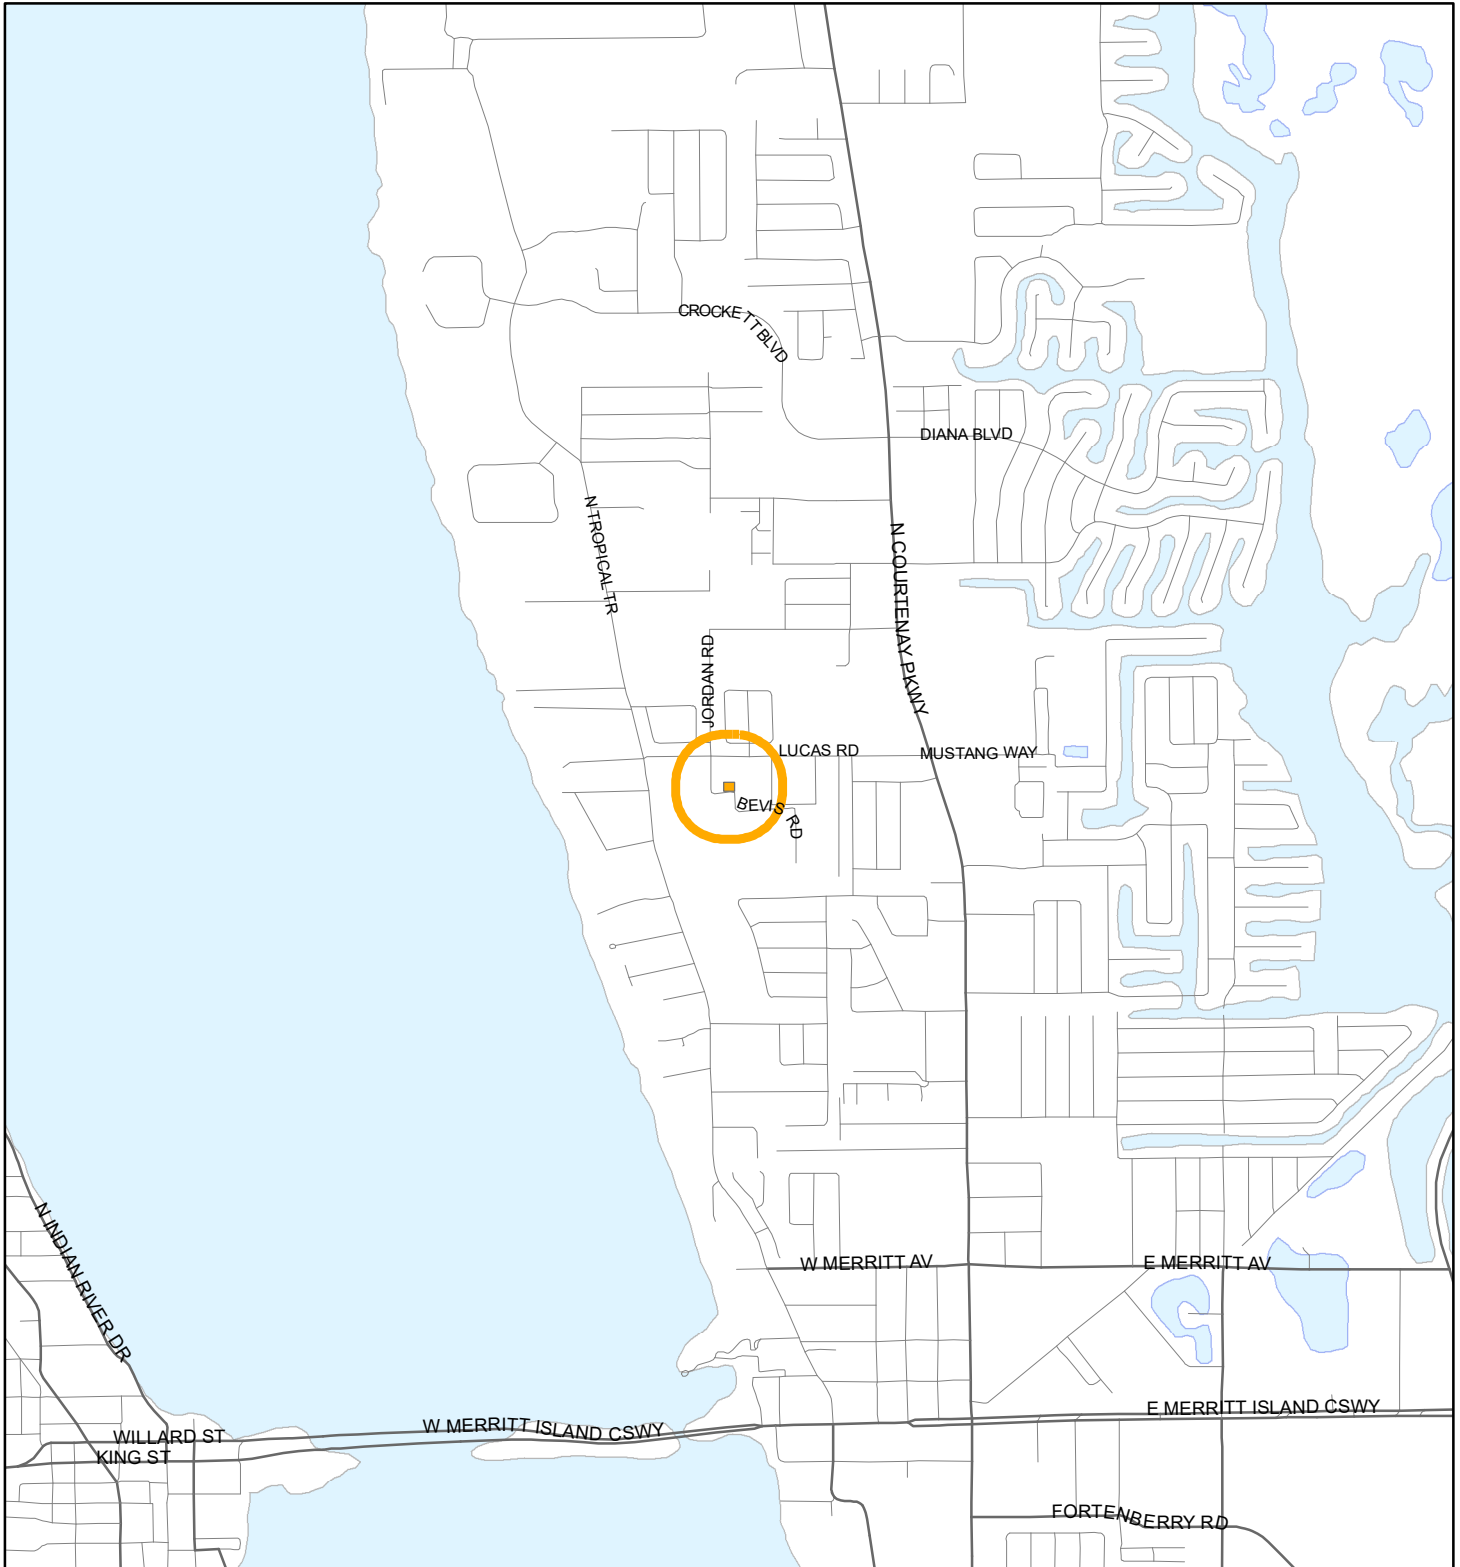 CROCKETT BLVD
DIANA BLVD
N TROPICAL TR
N COURTENAY PKWY
JORDAN RD
LUCAS RD
MUSTANG WAY
BEVIS RD
N INDIAN RIVER DR
W MERRITT AV
E MERRITT AV
E MERRITT ISLAND CSWY
W MERRITT ISLAND CSWY
WILLARD ST
KING ST
FORTENBERRY RD